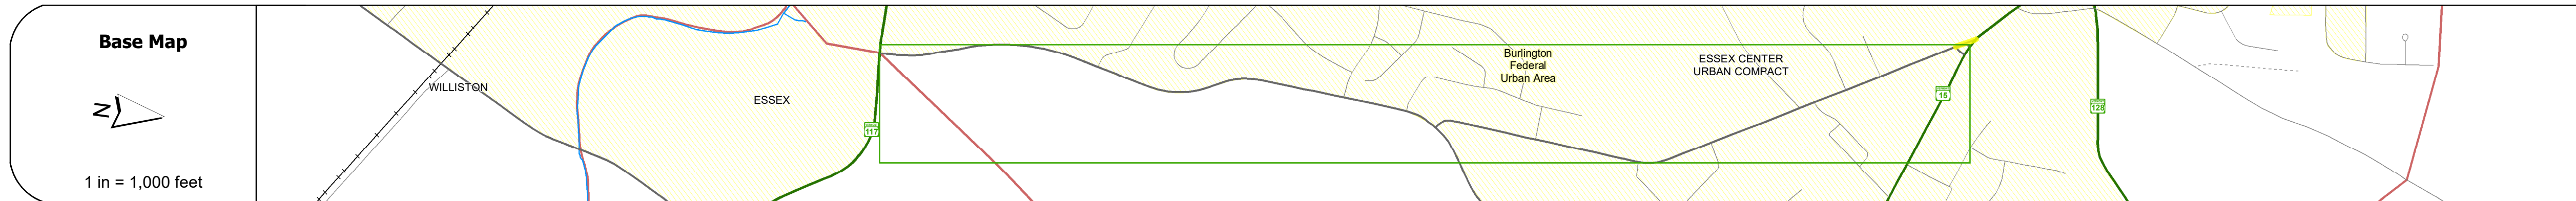 Base Map
N
1 in = 1,000 feet
WILLISTON
ESSEX
117
Burlington
Federal
Urban Area
ESSEX CENTER
URBAN COMPACT
15
128